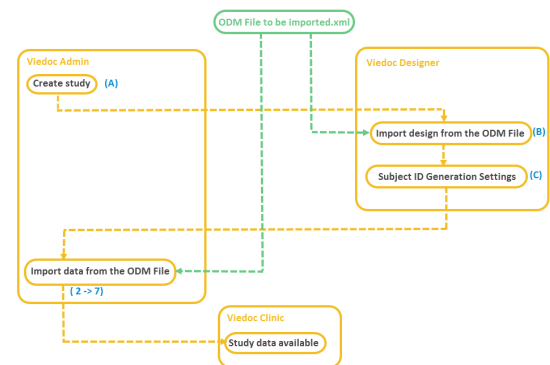 ODM File to be imported.xml
Viedoc Admin
Create study (A)
Viedoc Designer
Import design from the ODM File (B)
Subject ID Generation Settings (C)
Import data from the ODM File
( 2 -> 7)
Viedoc Clinic
Study data available